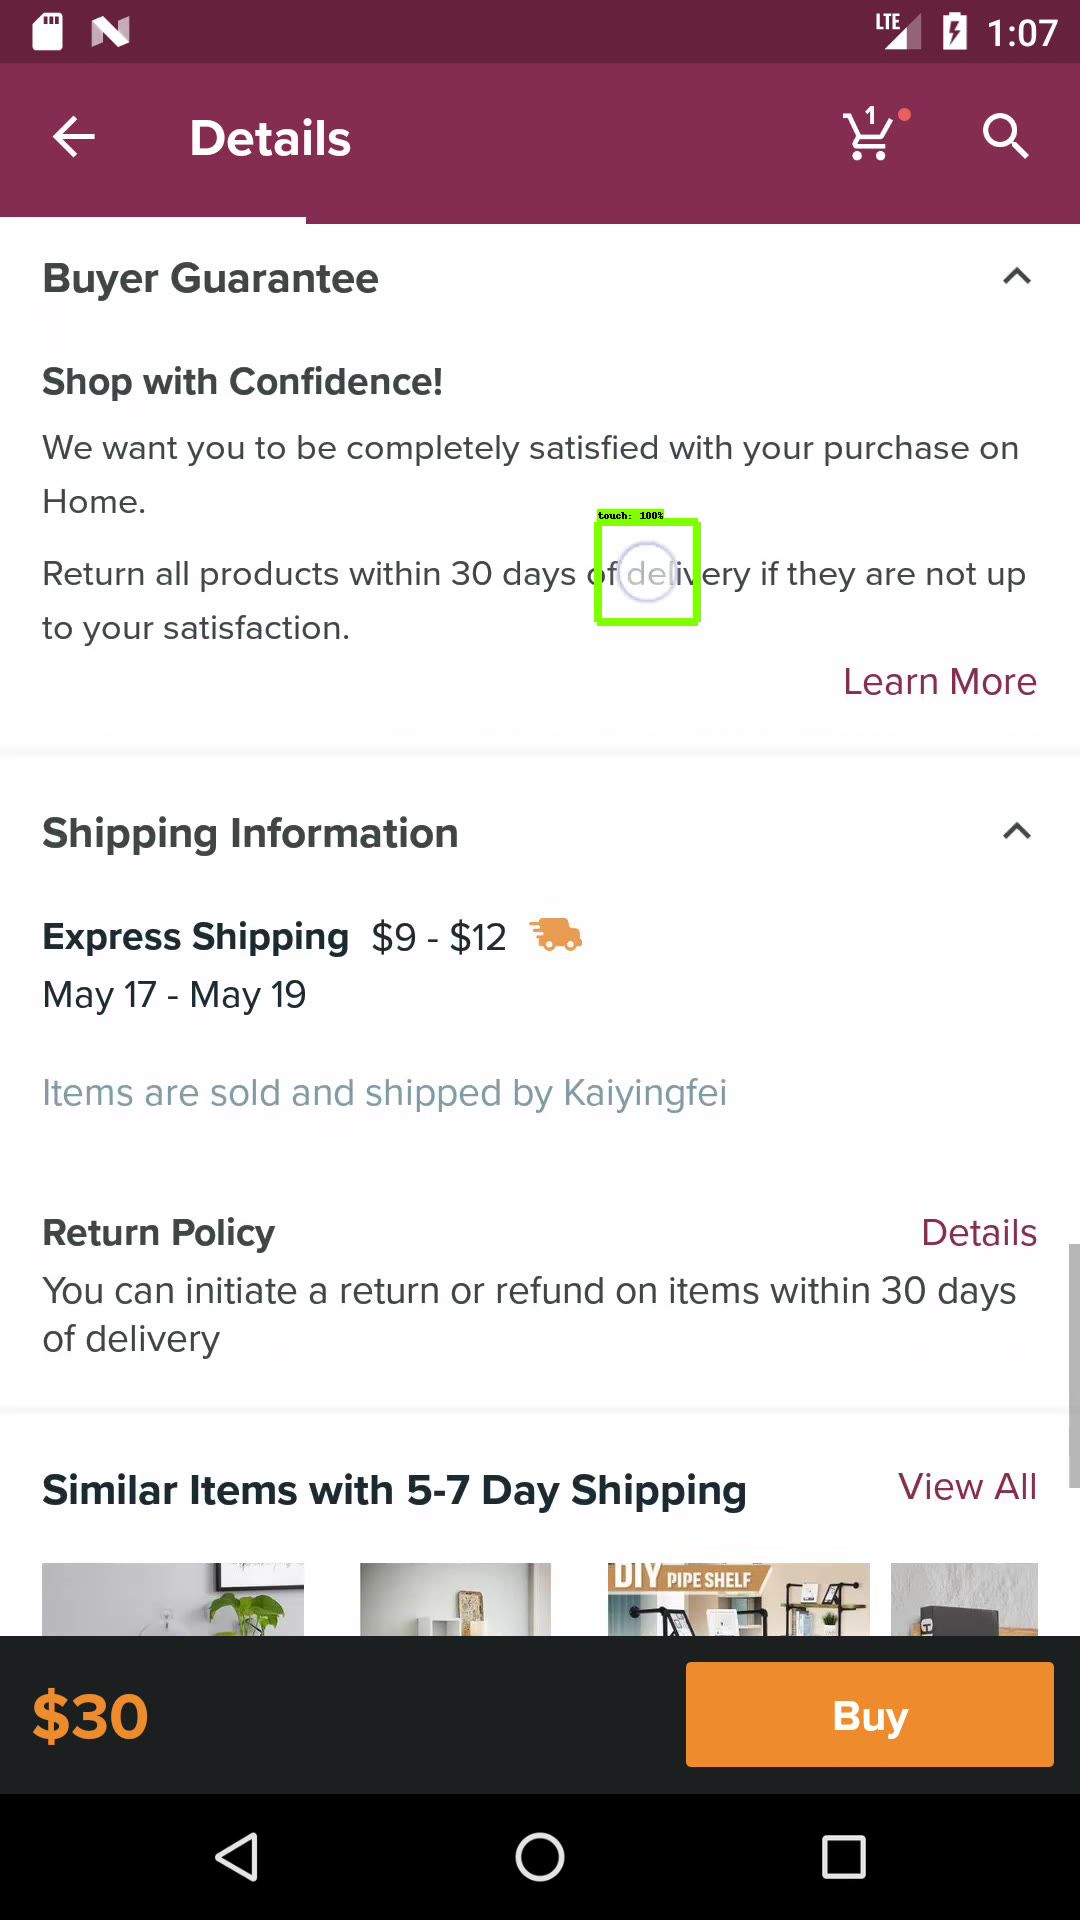 LTE 1:07
Details 1
Buyer Guarantee
Shop with Confidence!
We want you to be completely satisfied with your purchase on
Home.
touch: 100%
Return all products within 30 days of delivery if they are not up
to your satisfaction.
Learn More
Shipping Information
Express Shipping $9 - $12
May 17 - May 19
Items are sold and shipped by Kaiyingfei
Return Policy Details
You can initiate a return or refund on items within 30 days
of delivery
Similar Items with 5-7 Day Shipping View All
DIY PIPE SHELF
$30 Buy